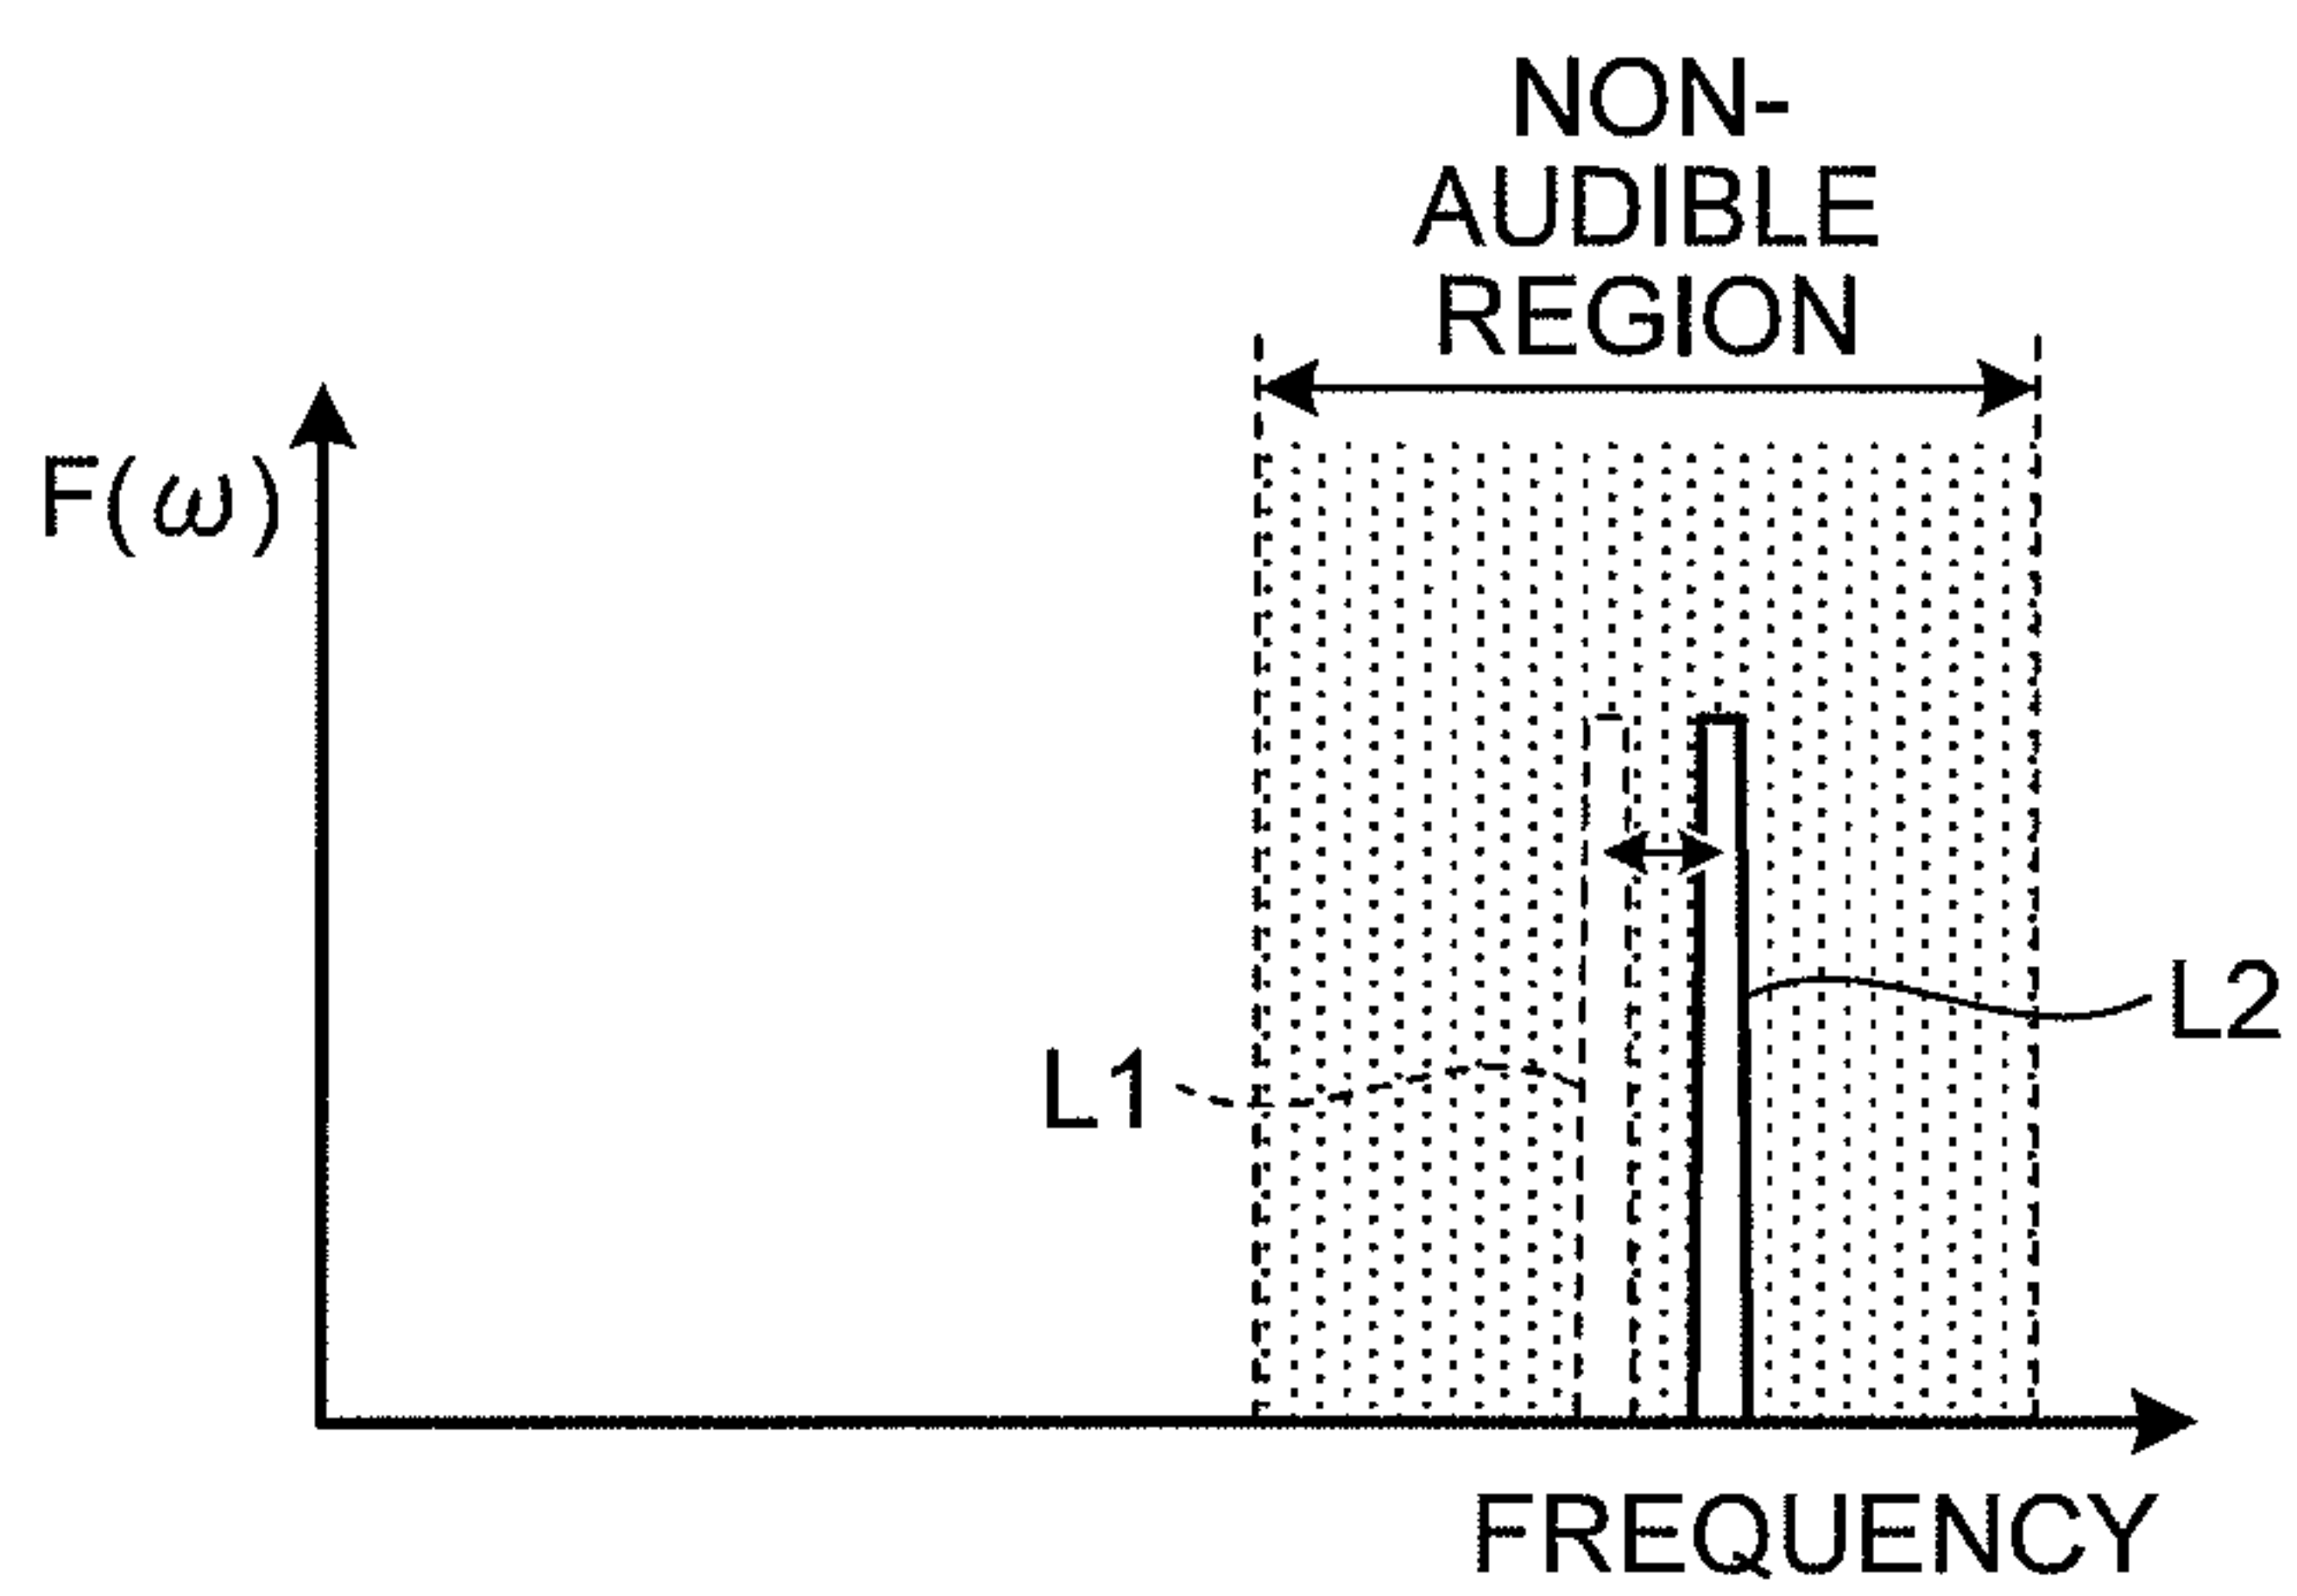 NON-
AUDIBLE
REGION
F(ω)
L2
L1
FREQUENCY